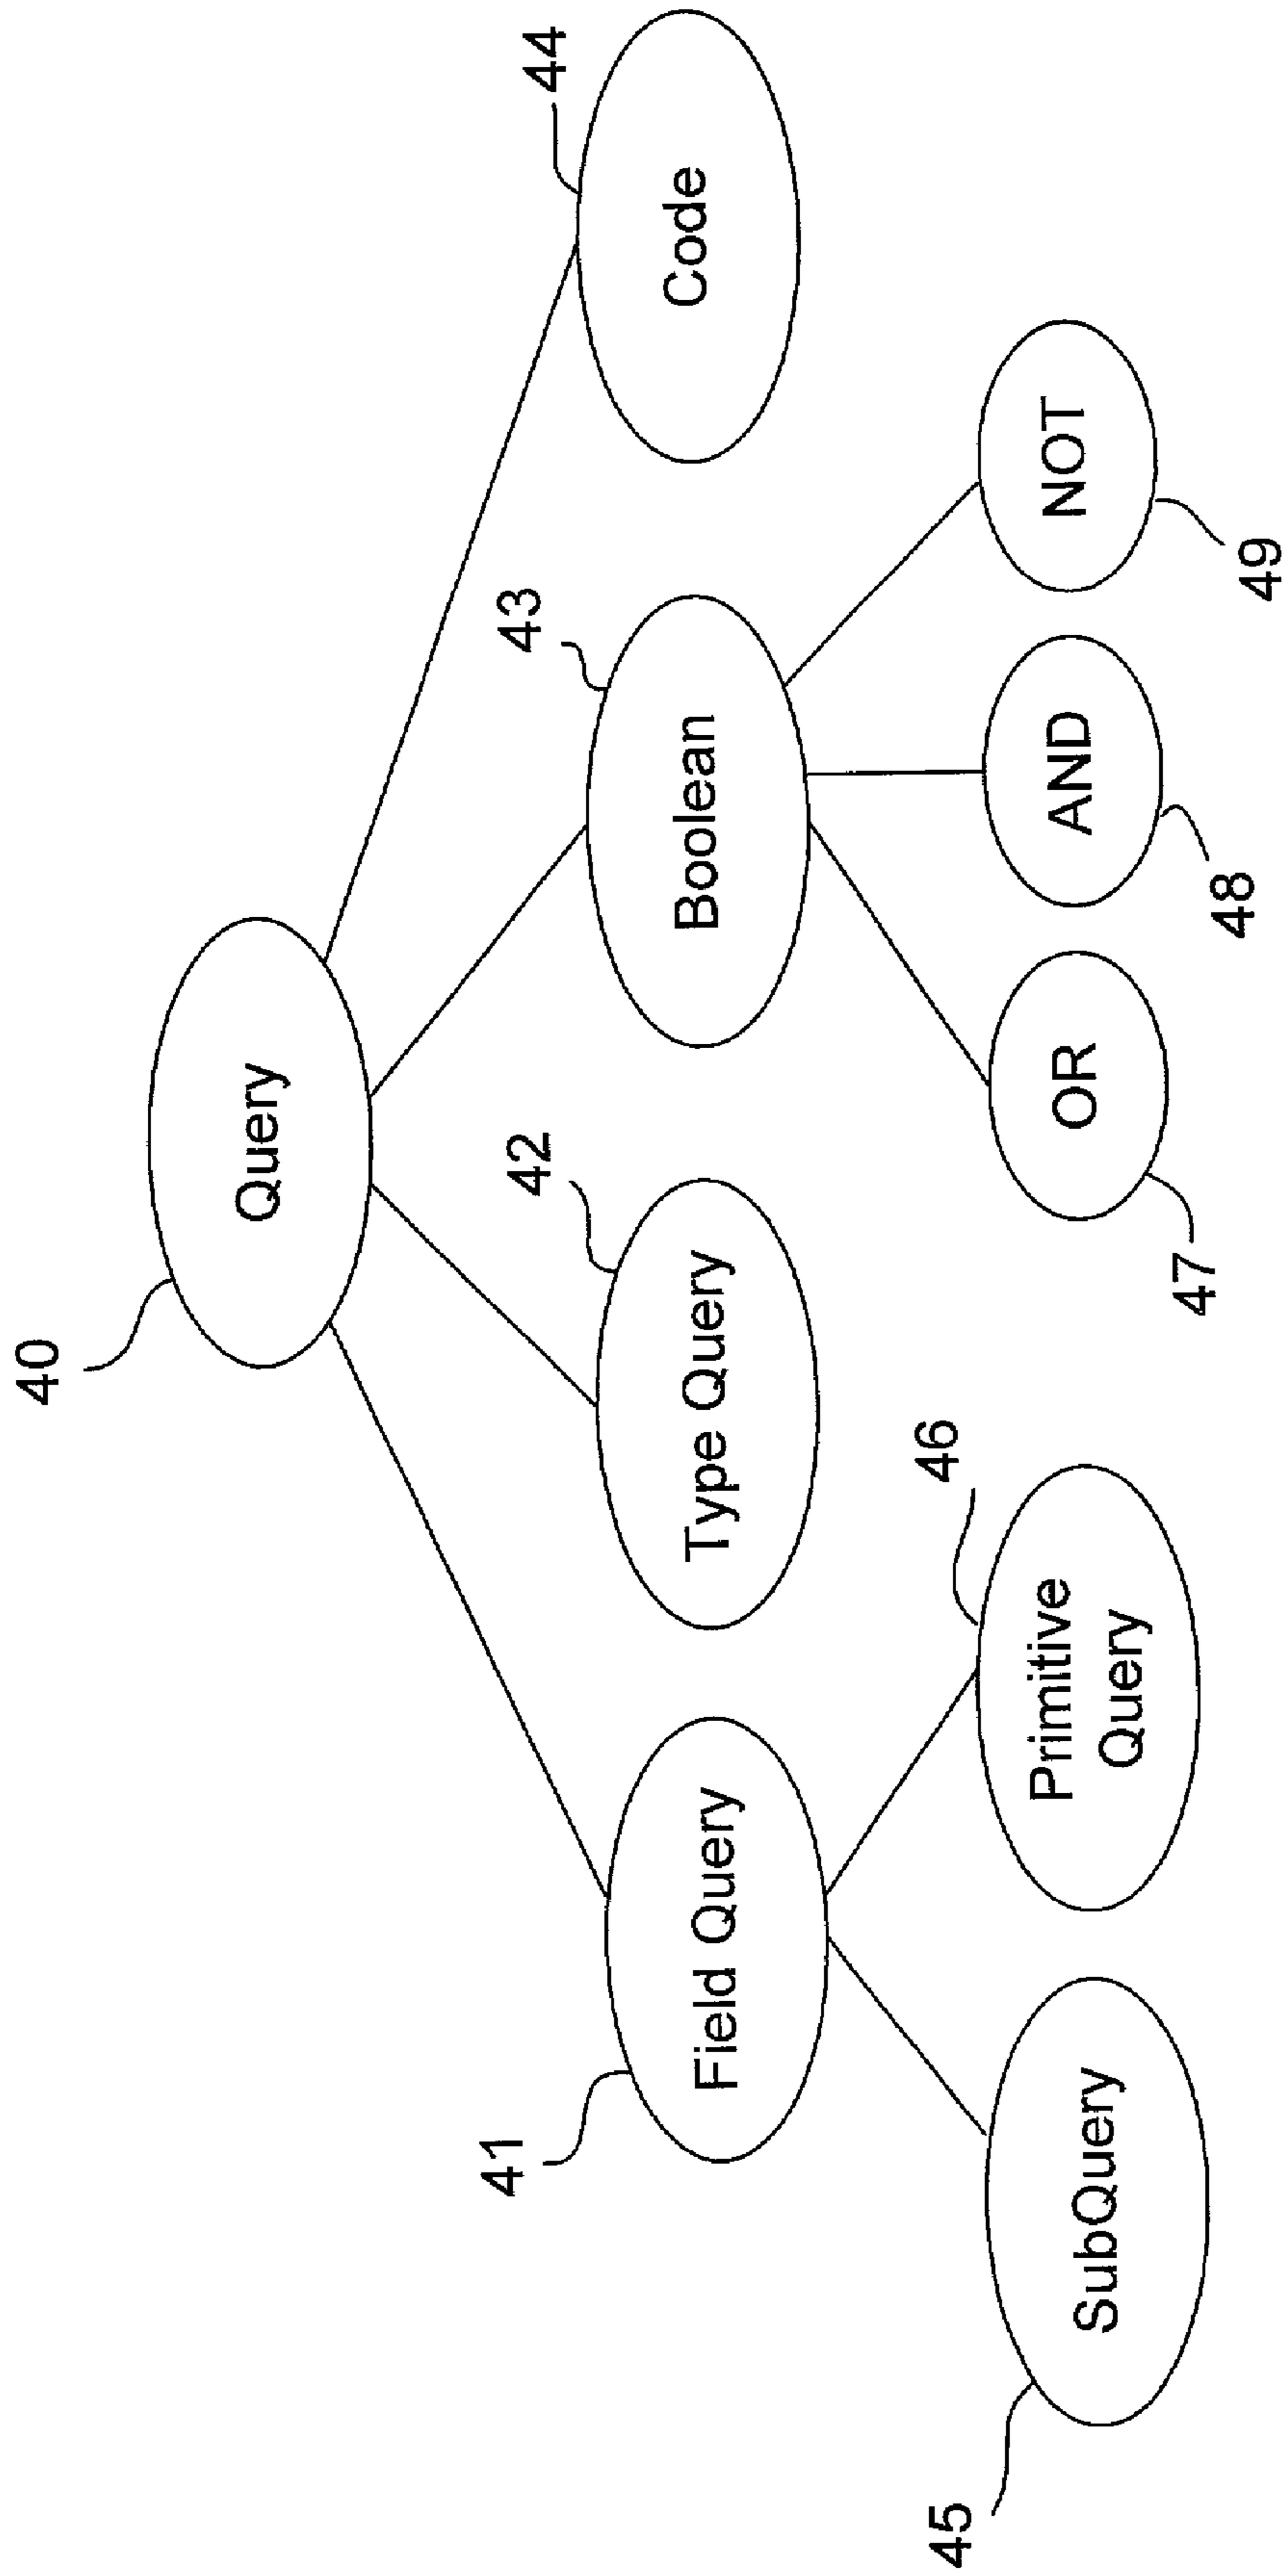 40
Query
41
Field Query
42
Type Query
43
Boolean
44
Code
45
SubQuery
46
Primitive
Query
47
OR
48
AND
49
NOT